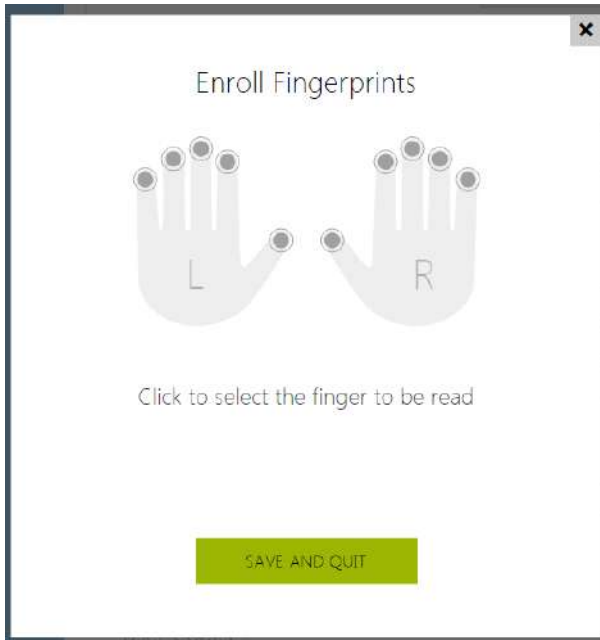 Enroll Fingerprints
L
R
Click to select the finger to be read
SAVE AND QUIT